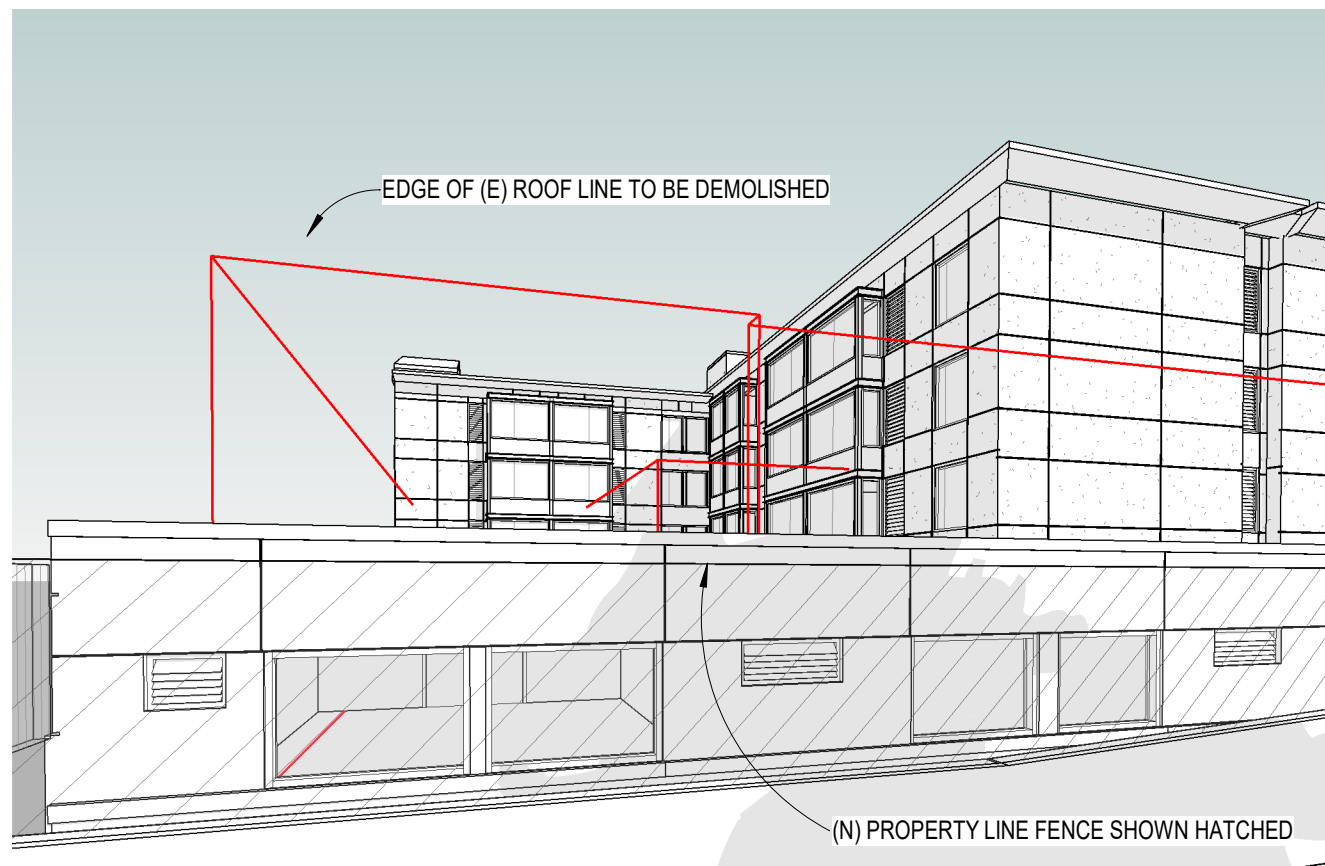 EDGE OF (E) ROOF LINE TO BE DEMOLISHED
(N) PROPERTY LINE FENCE SHOWN HATCHED